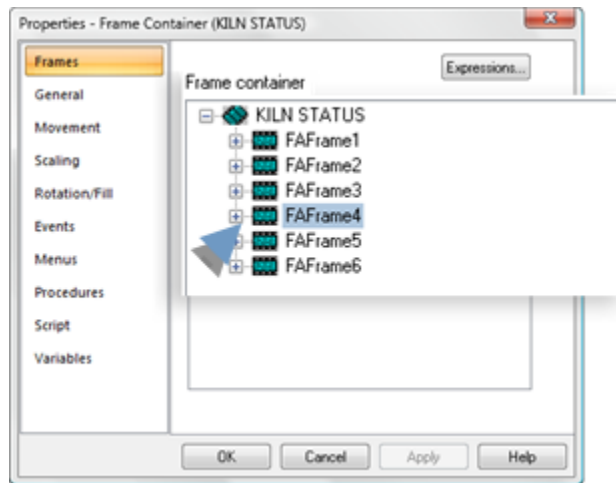 Properties - Frame Container (KILN STATUS)
Frames
General
Movement
Scaling
Rotation/Fill
Events
Menus
Procedures
Script
Variables
Expressions...
Frame container
KILN STATUS
FAFrame1
FAFrame2
FAFrame3
FAFrame4
FAFrame5
FAFrame6
OK Cancel Apply Help